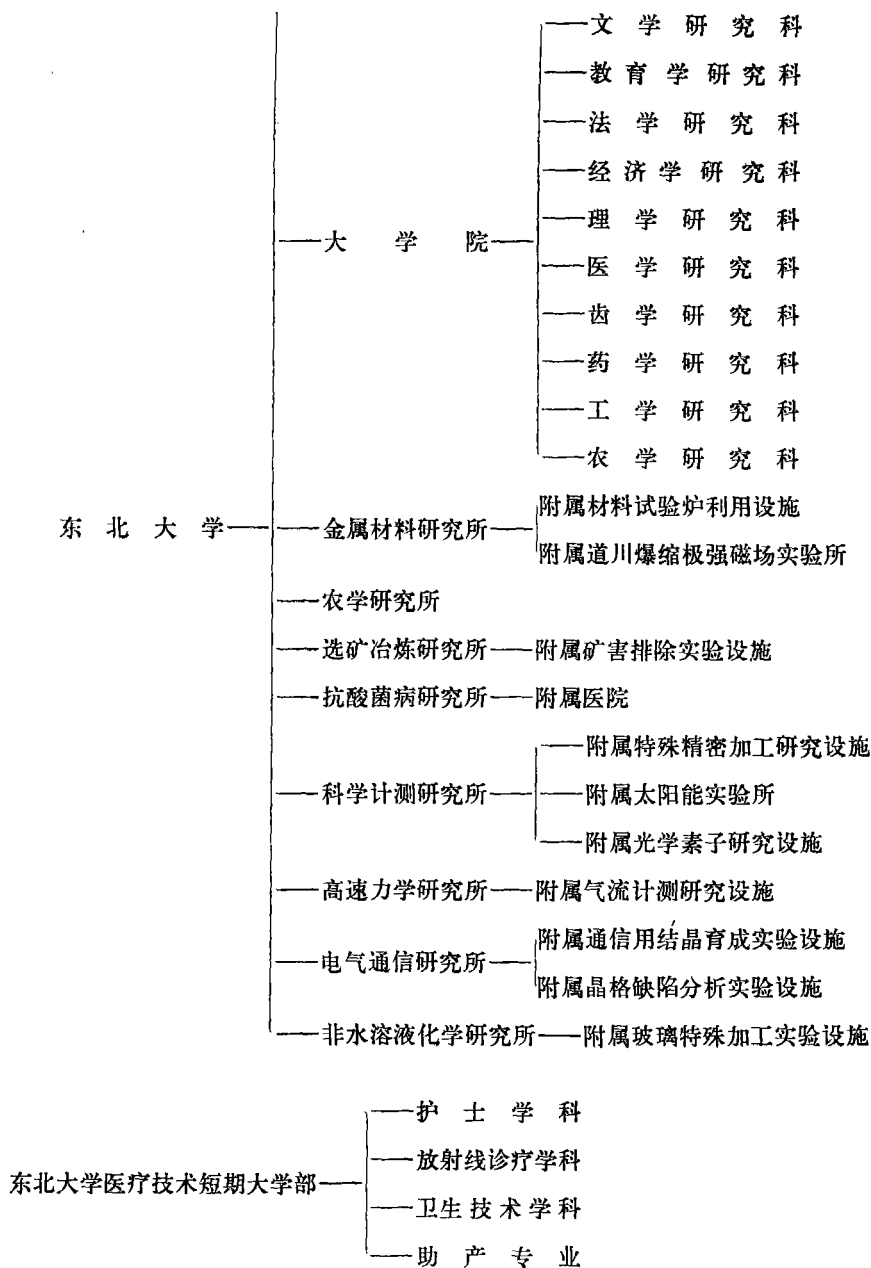 文学研究科
教育学研究科
法学研究科
经济学研究科
理学研究科
大学院
医学研究科
齿学研究科
药学研究科
工学研究科
农学研究科
东北大学
金属材料研究所
附属材料试验炉利用设施
附属道川爆缩极强磁场实验所
农学研究所
选矿冶炼研究所
附属矿害排除实验设施
抗酸菌病研究所
附属医院
科学计测研究所
附属特殊精密加工研究设施
附属太阳能实验所
附属光学素子研究设施
高速力学研究所
附属气流计测研究设施
电气通信研究所
附属通信用结晶育成实验设施
附属晶格缺陷分析实验设施
非水溶液化学研究所
附属玻璃特殊加工实验设施
东北大学医疗技术短期大学部
护士学科
放射线诊疗学科
卫生技术学科
助产专业